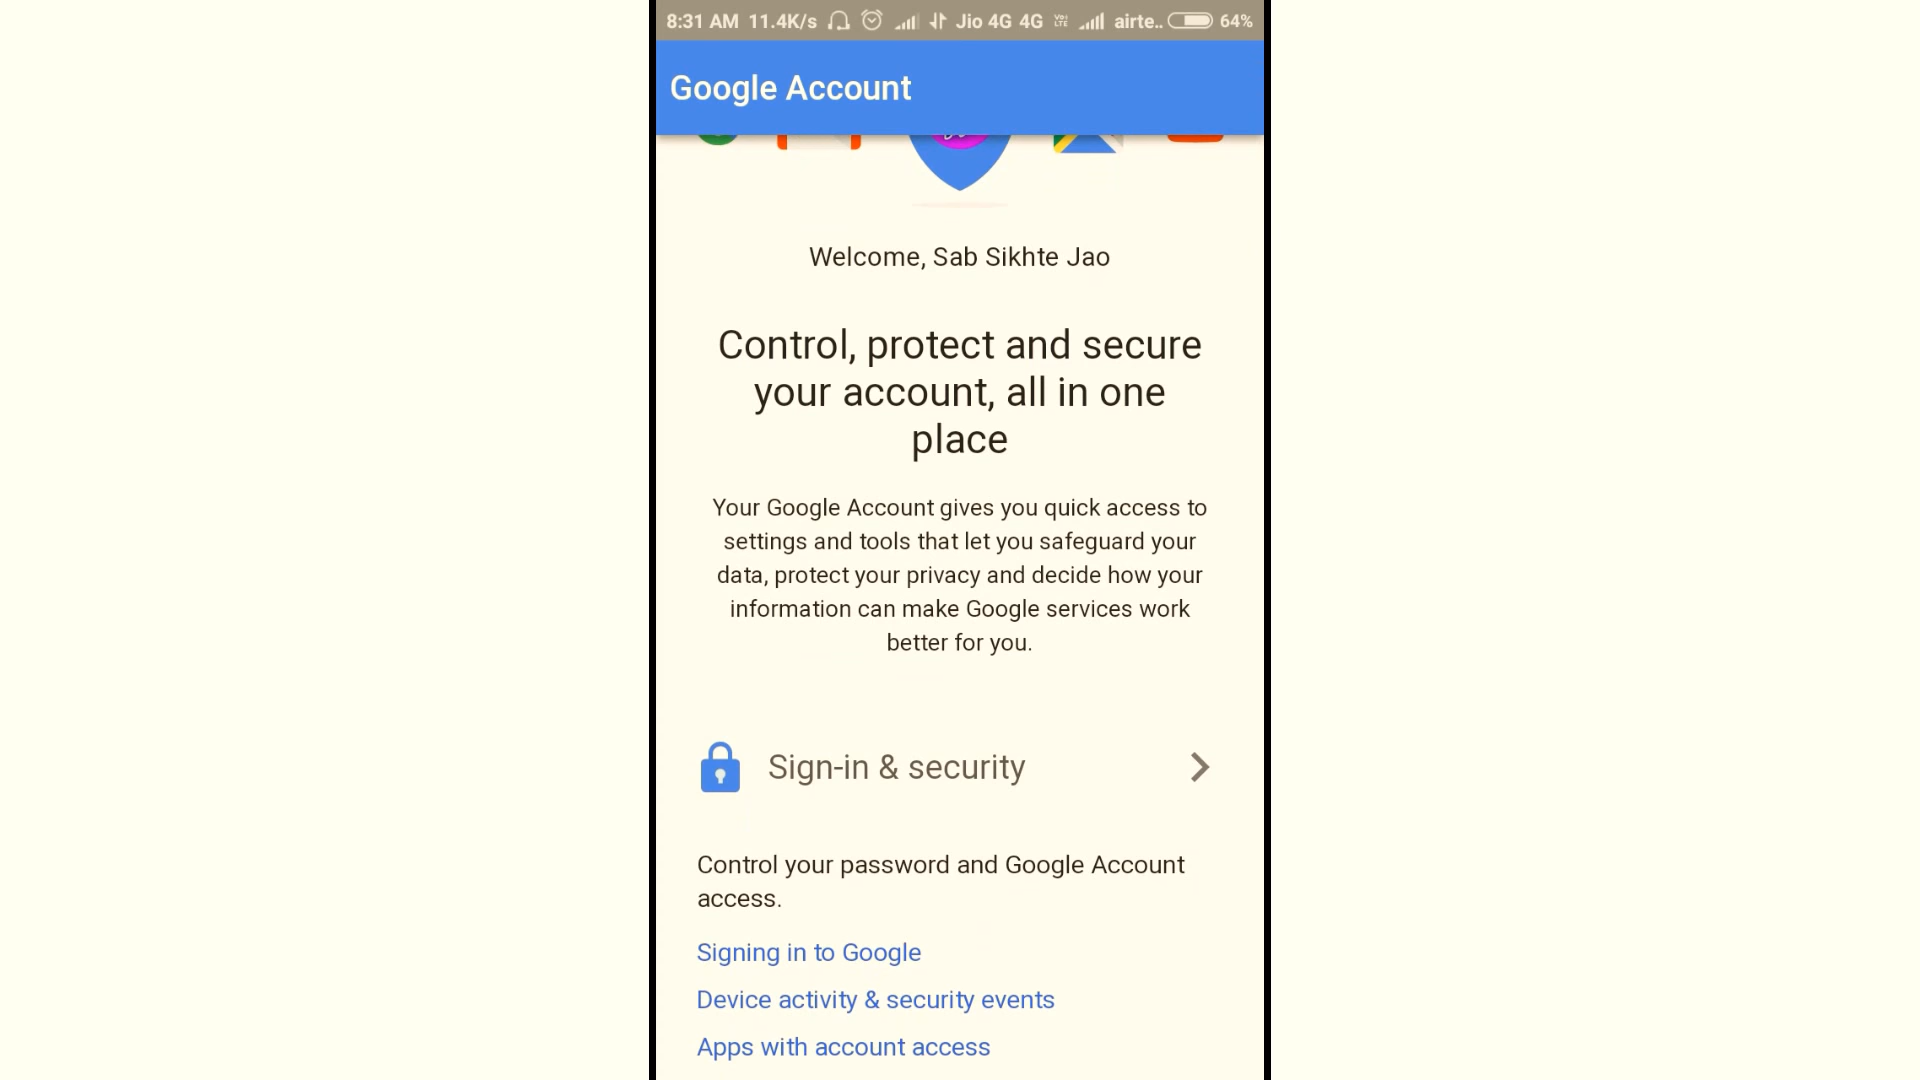 8:31 AM 11.4K/s Jio 4G 4G VoLTE airte.. 64%
Google Account
Welcome, Sab Sikhte Jao
Control, protect and secure
your account, all in one
place
Your Google Account gives you quick access to
settings and tools that let you safeguard your
data, protect your privacy and decide how your
information can make Google services work
better for you.
Sign-in & security
Control your password and Google Account
access.
Signing in to Google
Device activity & security events
Apps with account access